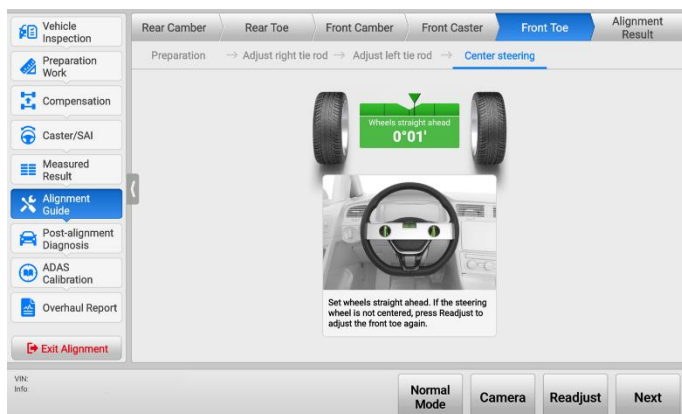 Vehicle
Inspection
Preparation
Work
Compensation
Caster/SAI
Measured
Result
Alignment
Guide
Post-alignment
Diagnosis
ADAS
Calibration
Overhaul Report
Exit Alignment
Rear Camber
Rear Toe
Front Camber
Front Caster
Front Toe
Alignment
Result
Preparation → Adjust right tie rod → Adjust left tie rod → Center steering
Wheels straight ahead
0°01'
Set wheels straight ahead. If the steering
wheel is not centered, press Readjust to
adjust the front toe again.
VIN:
Info:
Normal
Mode
Camera
Readjust
Next